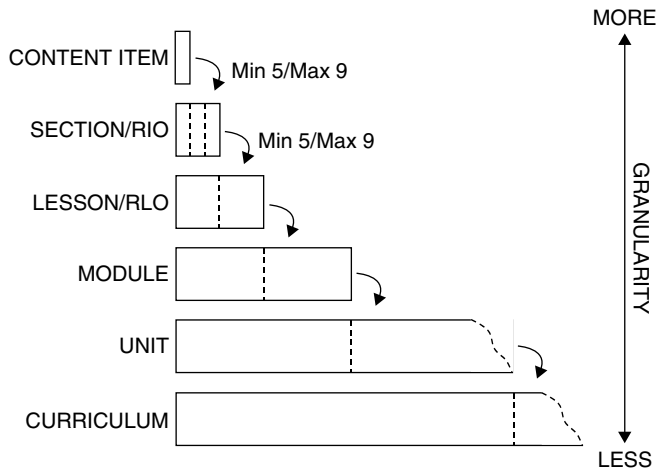 MORE
CONTENT ITEM
Min 5/Max 9
SECTION/RIO
Min 5/Max 9
LESSON/RLO
GRANULARITY
MODULE
UNIT
CURRICULUM
LESS